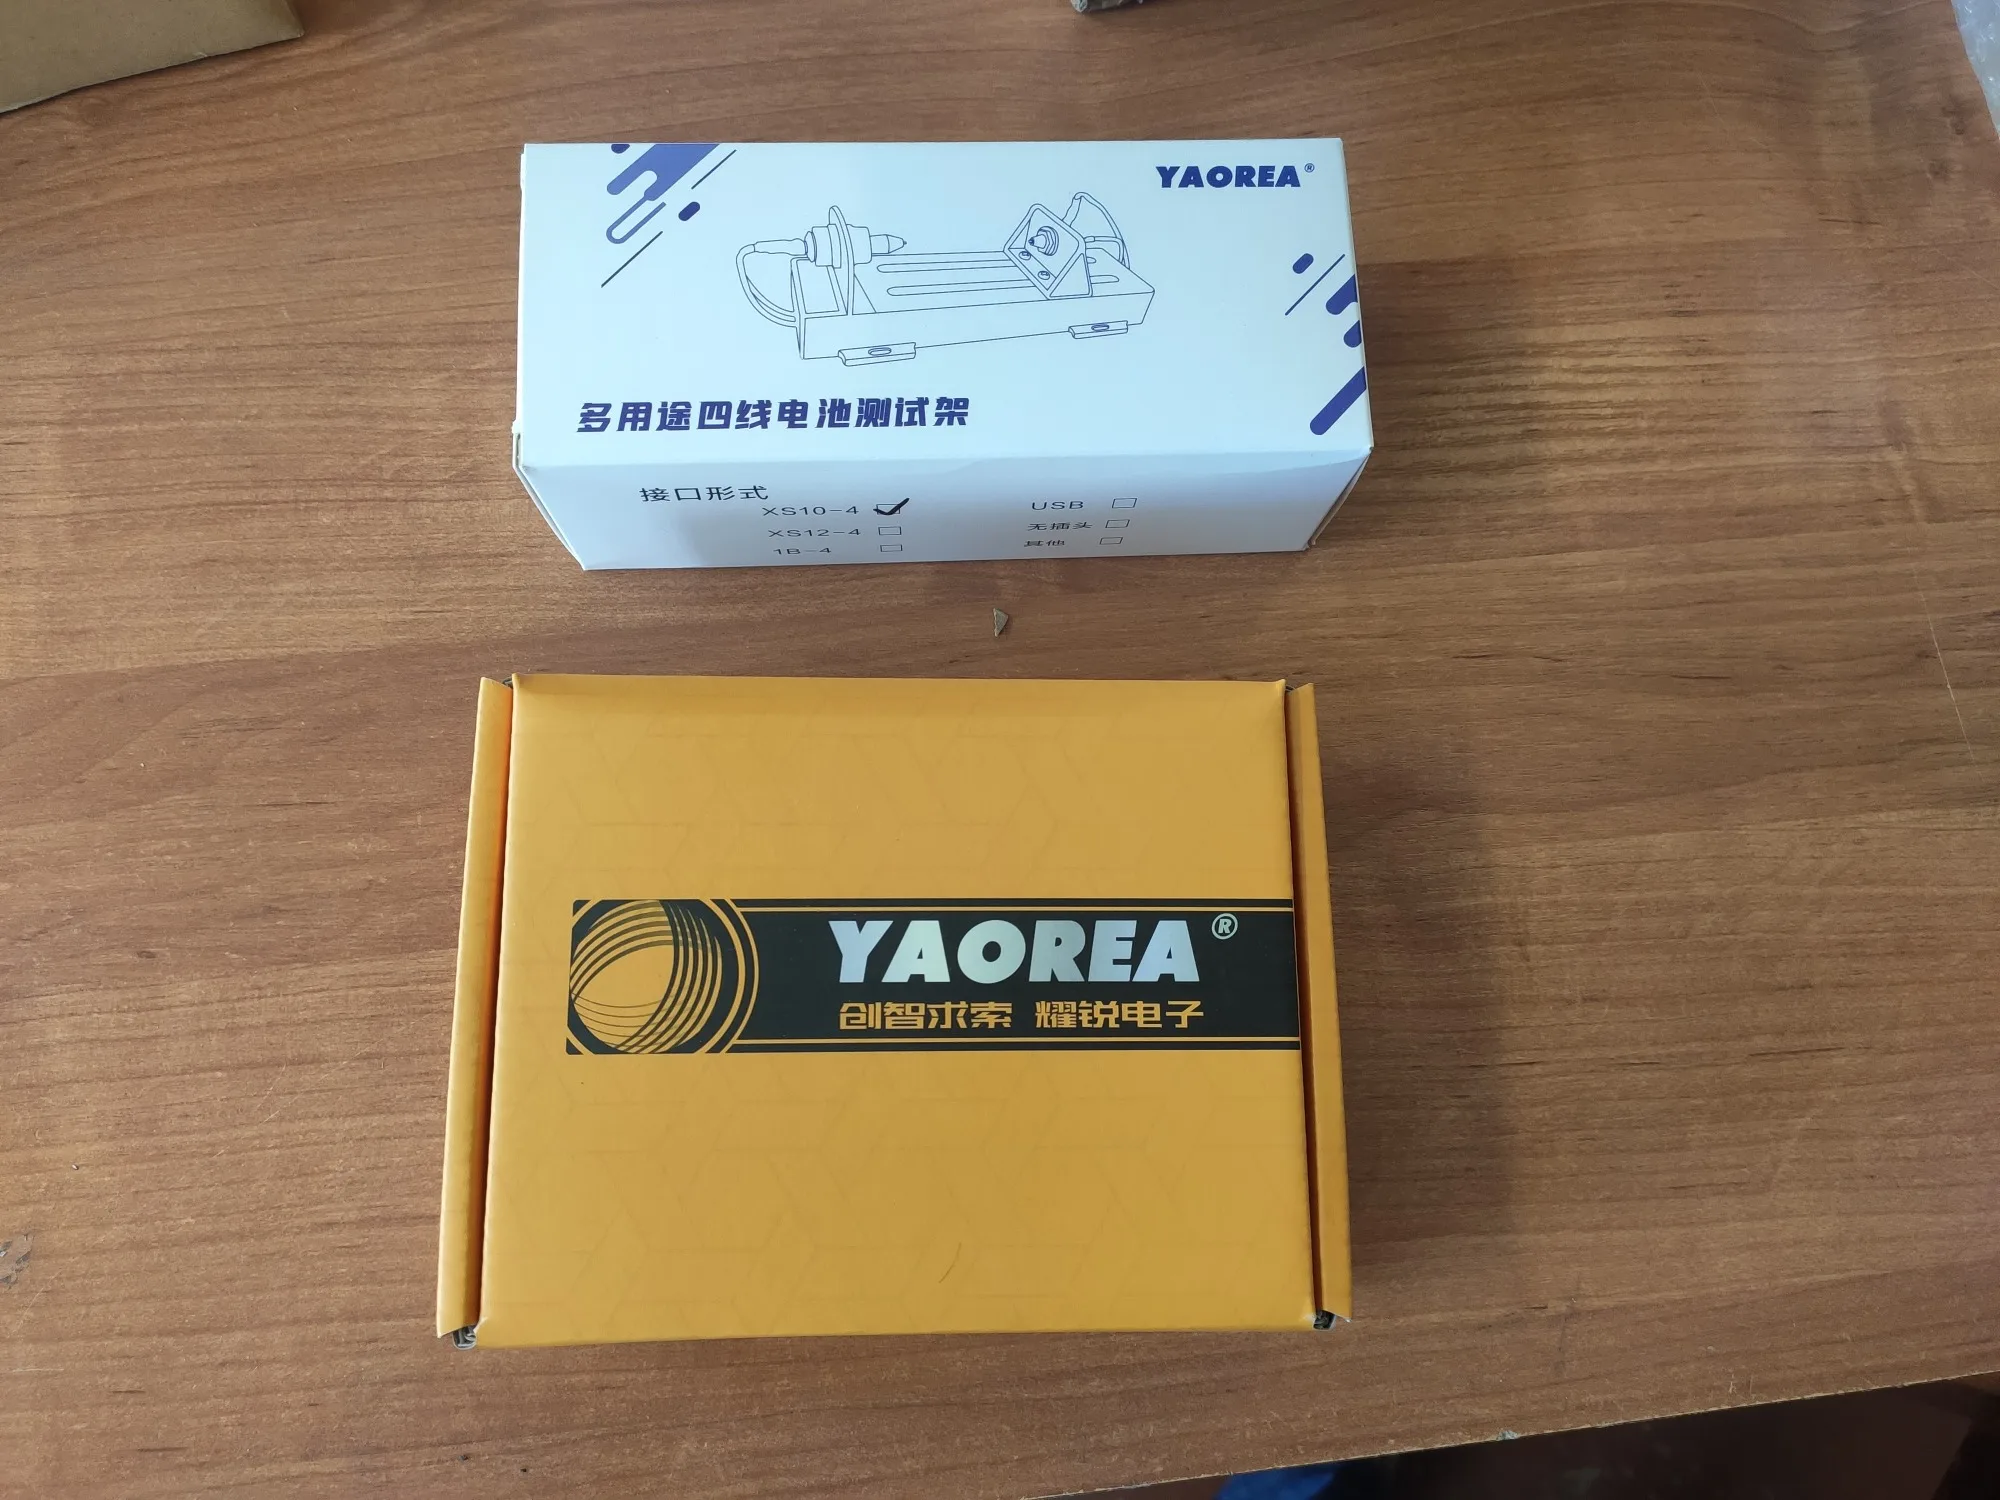 YAOREA®
多用途四线电池测试架
接口形式
XS10-4
USB
XS12-4
无插头
1B-4
其他
YAOREA®
创智求索 耀锐电子